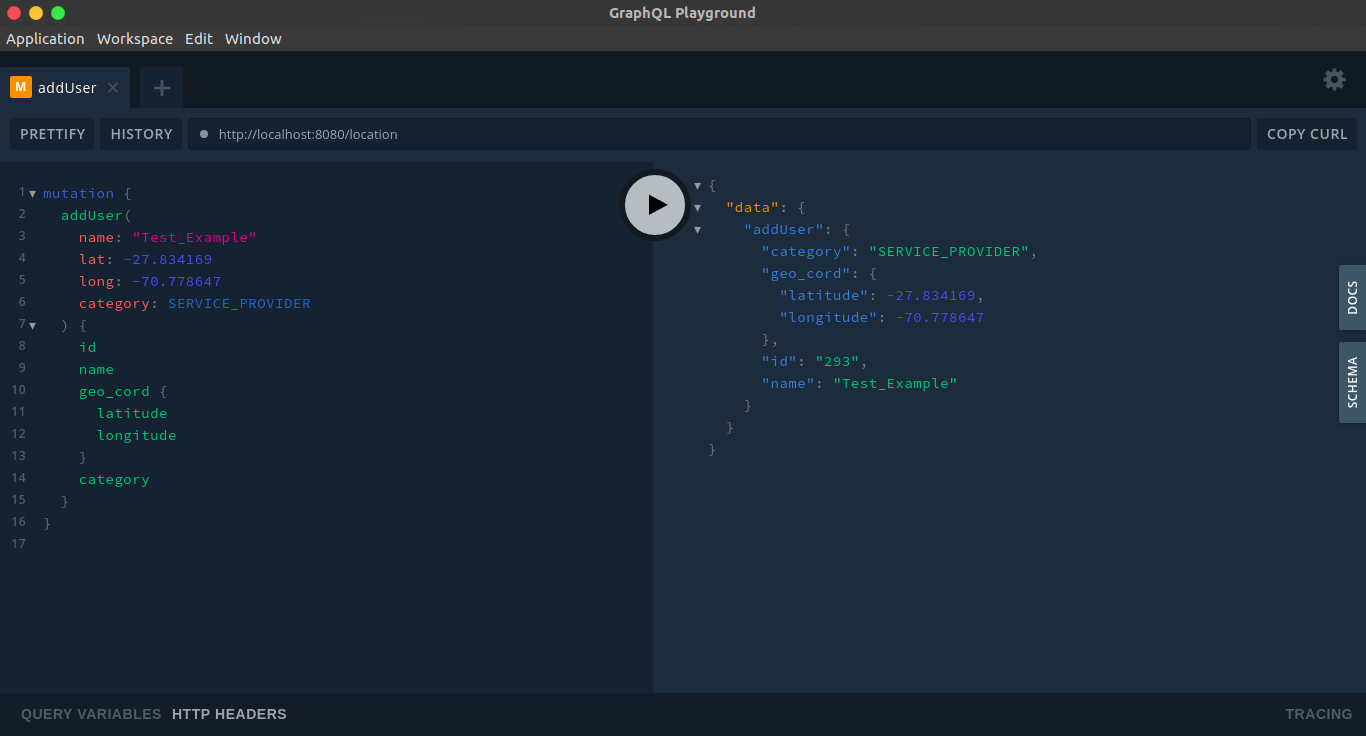 GraphQL Playground
Application Workspace Edit Window
M addUser
PRETTIFY HISTORY http://localhost:8080/location COPY CURL
1 mutation {
2 addUser(
3 name: "Test_Example"
4 lat: -27.834169
5 long: -70.778647
6 category: SERVICE_PROVIDER
7 ) {
8 id
9 name
10 geo_cord {
11 latitude
12 longitude
13 }
14 category
15 }
16 }
17
{
"data": {
"addUser": {
"category": "SERVICE_PROVIDER",
"geo_cord": {
"latitude": -27.834169,
"longitude": -70.778647
},
"id": "293",
"name": "Test_Example"
}
}
}
DOCS
SCHEMA
QUERY VARIABLES HTTP HEADERS TRACING